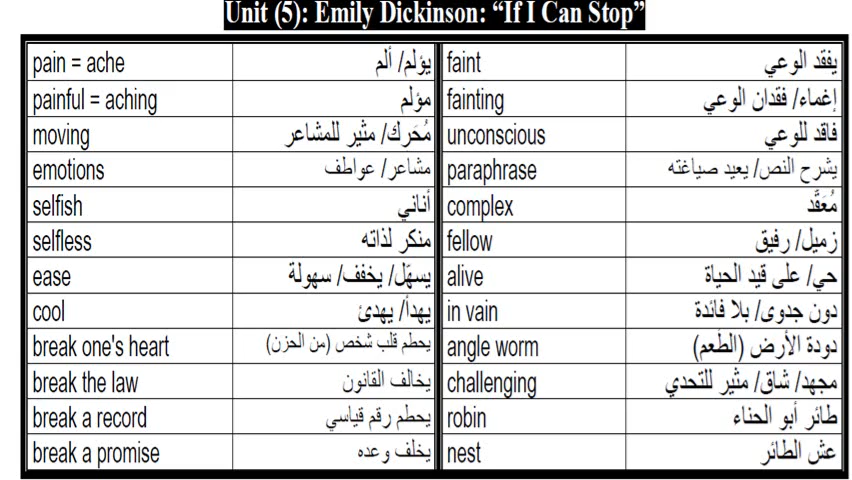 Unit (5): Emily Dickinson: “If I Can Stop”
pain = ache يؤلم/ ألم faint يفقد الوعي
painful = aching مؤلم fainting إغماء/ فقدان الوعي
moving مُحَرك/ مثير للمشاعر unconscious فاقد للوعي
emotions مشاعر/ عواطف paraphrase يشرح النص/ يعيد صياغته
selfish أناني complex مُعَقَّد
selfless منكر لذاته fellow زميل/ رفيق
ease يسهّل/ يخفف/ سهولة alive حي/ على قيد الحياة
cool يهدأ/ يهدئ in vain دون جدوى/ بلا فائدة
break one's heart يحطم قلب شخص (من الحزن) angle worm دودة الأرض (الطُعم)
break the law يخالف القانون challenging مجهد/ شاق/ مثير للتحدي
break a record يحطم رقم قياسي robin طائر أبو الحناء
break a promise يخلف وعده nest عش الطائر